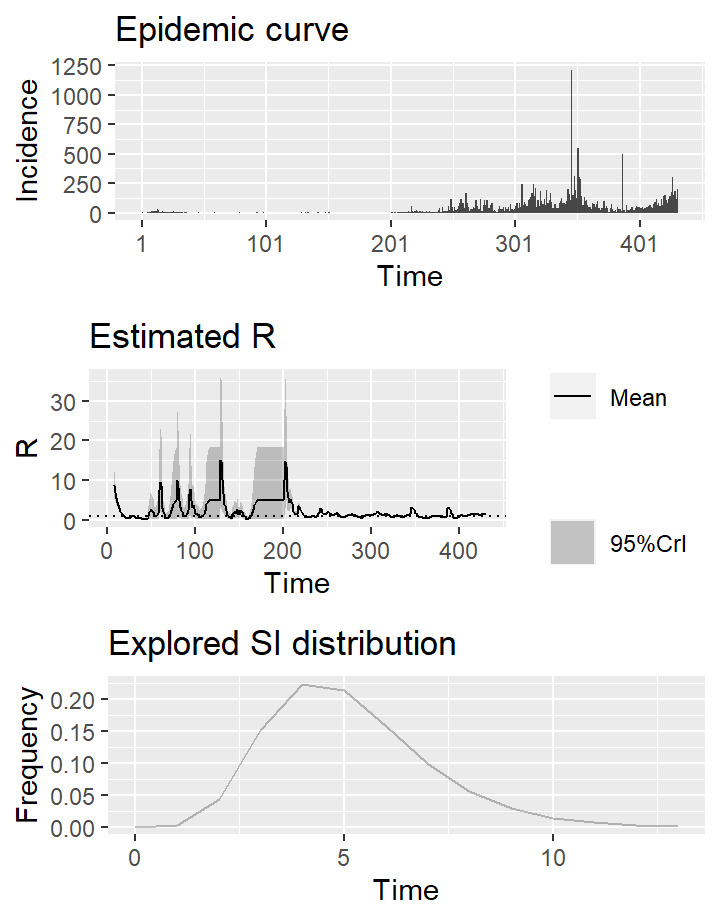 Epidemic curve
1250
1000
750
500
250
0
Incidence
1 101 201 301 401
Time
Estimated R
30
20
10
0
R
0 100 200 300 400
Time
Mean
95%CrI
Explored SI distribution
0.20
0.15
0.10
0.05
0.00
Frequency
0 5 10
Time